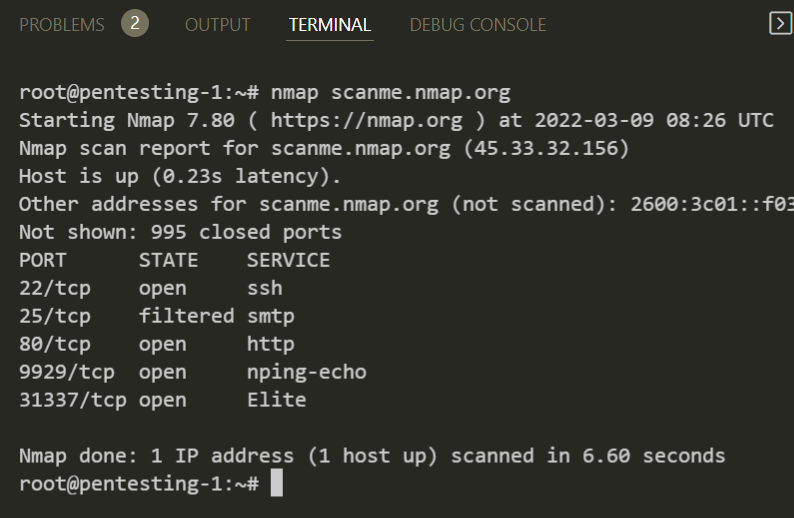 PROBLEMS 2 OUTPUT TERMINAL DEBUG CONSOLE
root@pentesting-1:~# nmap scanme.nmap.org
Starting Nmap 7.80 ( https://nmap.org ) at 2022-03-09 08:26 UTC
Nmap scan report for scanme.nmap.org (45.33.32.156)
Host is up (0.23s latency).
Other addresses for scanme.nmap.org (not scanned): 2600:3c01::f03
Not shown: 995 closed ports
PORT      STATE    SERVICE
22/tcp    open     ssh
25/tcp    filtered smtp
80/tcp    open     http
9929/tcp  open     nping-echo
31337/tcp open     Elite
Nmap done: 1 IP address (1 host up) scanned in 6.60 seconds
root@pentesting-1:~#